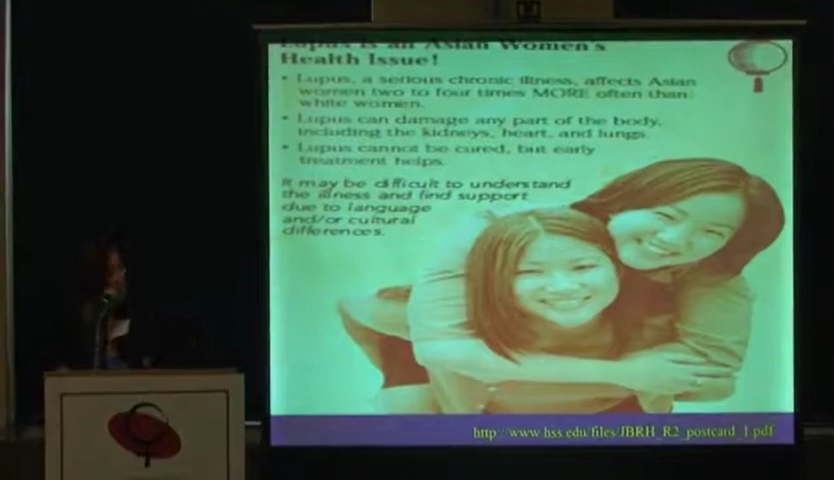 Lupus is an Asian Women's
Health Issue!
• Lupus, a serious chronic illness, affects Asian
women two to four times MORE often than
white women.
• Lupus can damage any part of the body,
including the kidneys, heart, and lungs.
• Lupus cannot be cured, but early
treatment helps.
It may be difficult to understand
the illness and find support
due to language
and/or cultural
differences.
http://www.hss.edu/files/JBRH_R2_postcard_1.pdf